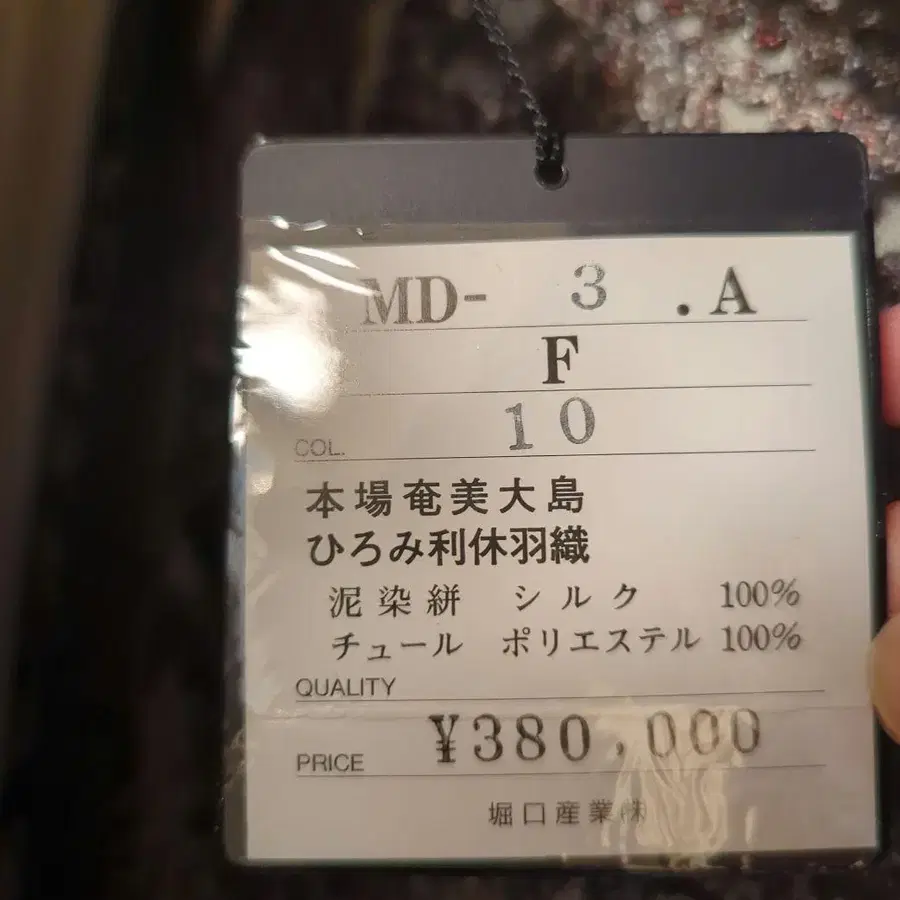 MD- 3 .A
F
COL. 10
本場奄美大島
ひろみ利休羽織
泥染絣 シルク 100%
チュール ポリエステル 100%
QUALITY
PRICE ¥380,000
堀口産業㈱